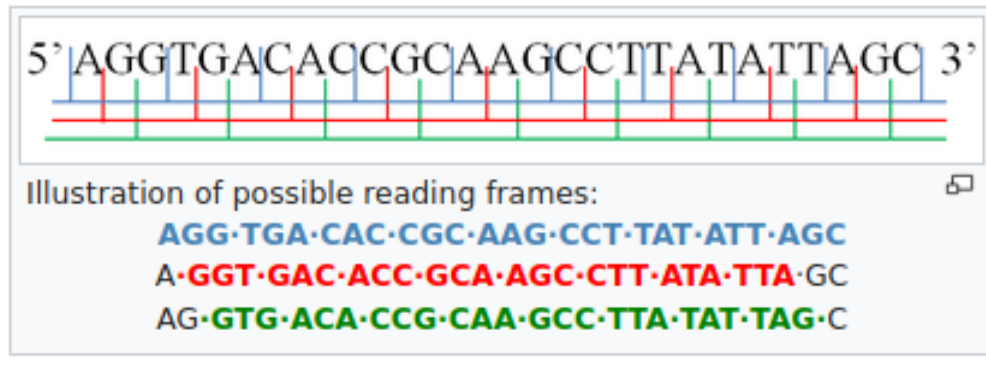 5’ AGGTGACACCGCAAGCCTTATATTAGC 3’
Illustration of possible reading frames:
AGG·TGA·CAC·CGC·AAG·CCT·TAT·ATT·AGC
A·GGT·GAC·ACC·GCA·AGC·CTT·ATA·TTA·GC
AG·GTG·ACA·CCG·CAA·GCC·TTA·TAT·TAG·C